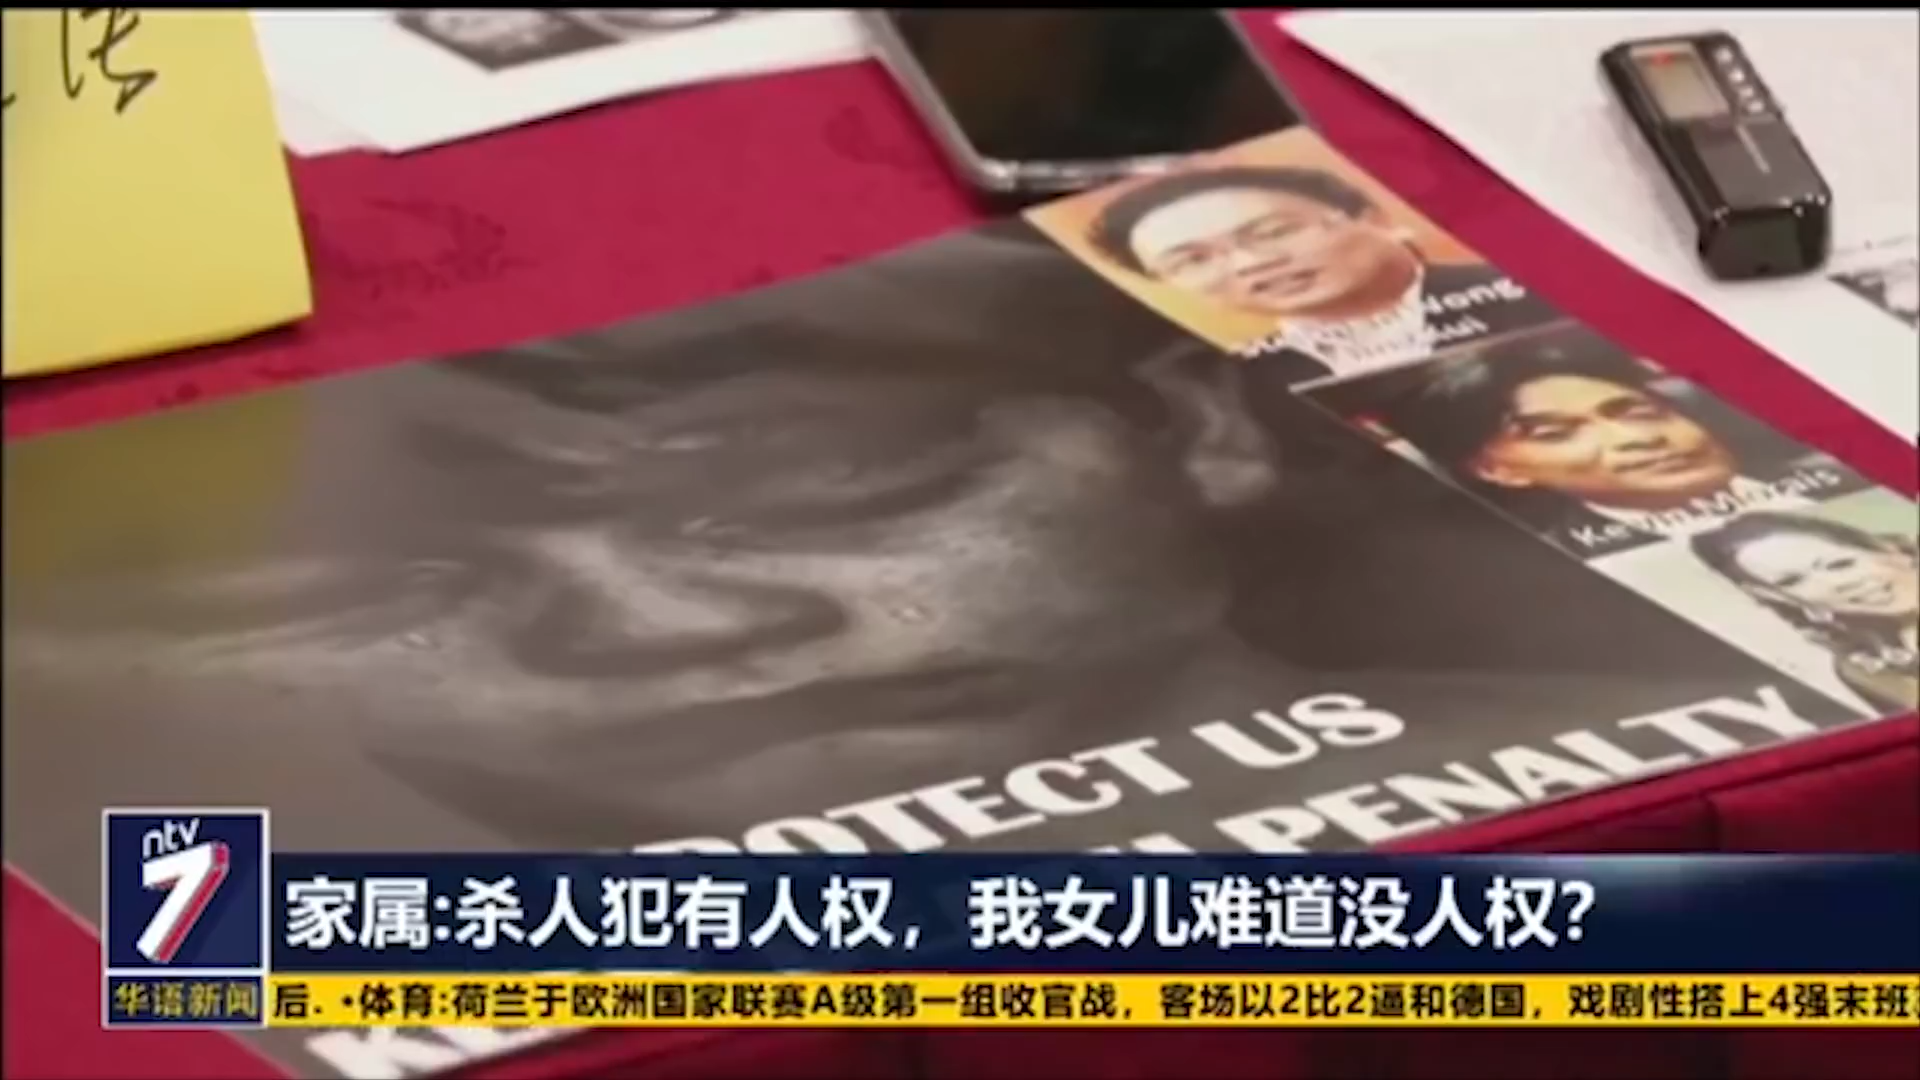 法
Wong
Kevin Morais
PROTECT US
PENALTY
ntv
7
家属:杀人犯有人权，我女儿难道没人权?
华语新闻
后. •体育:荷兰于欧洲国家联赛A级第一组收官战，客场以2比2逼和德国，戏剧性搭上4强末班